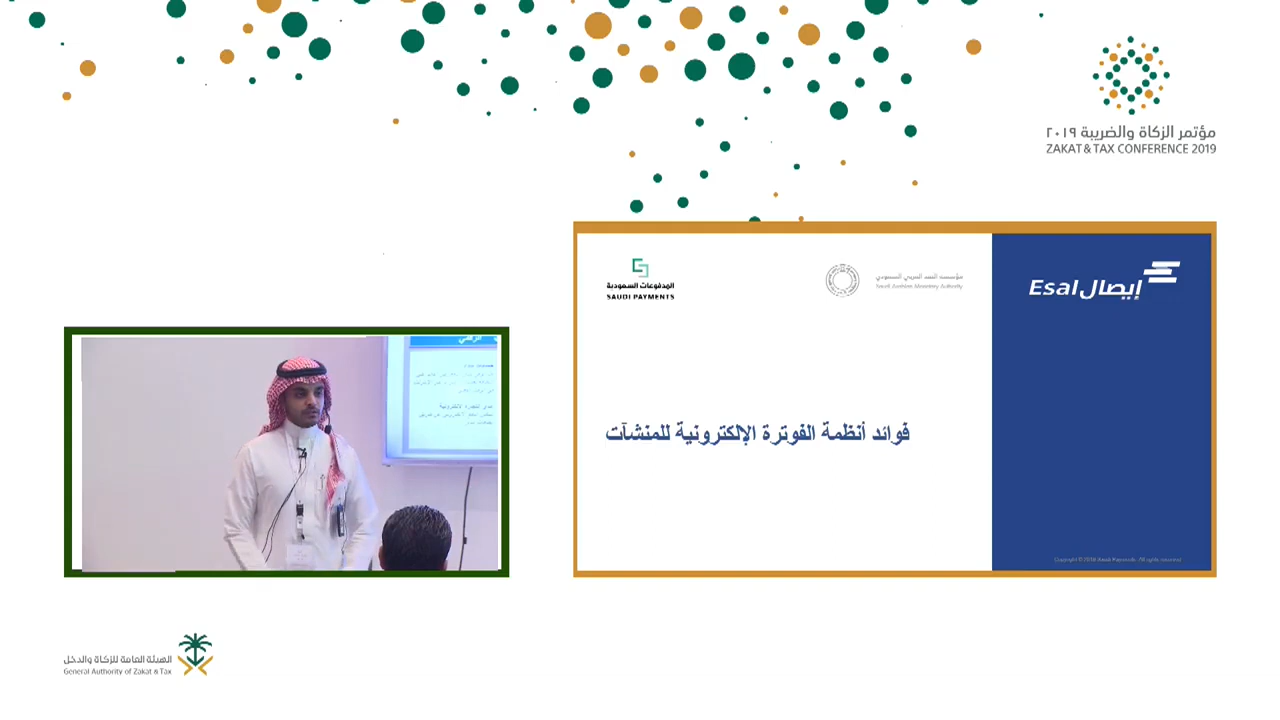 مؤتمر الزكاة والضريبة ٢٠١٩
ZAKAT & TAX CONFERENCE 2019
المدفوعات السعودية
SAUDI PAYMENTS
مؤسسة النقد العربي السعودي
Saudi Arabian Monetary Authority
Esal إيصال
فوائد أنظمة الفوترة الإلكترونية للمنشآت
الهيئة العامة للزكاة والدخل
General Authority of Zakat & Tax